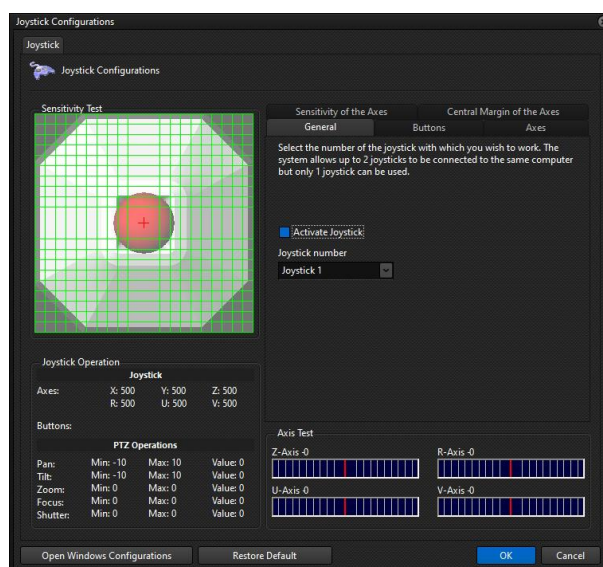 Joystick Configurations
Joystick
Joystick Configurations
Sensitivity Test
Sensitivity of the Axes Central Margin of the Axes
General Buttons Axes
Select the number of the joystick with which you wish to work. The
system allows up to 2 joysticks to be connected to the same computer
but only 1 joystick can be used.
Activate Joystick
Joystick number
Joystick 1
Joystick Operation
Joystick
Axes: X: 500 Y: 500 Z: 500
R: 500 U: 500 V: 500
Buttons:
PTZ Operations
Pan: Min: -10 Max: 10 Value: 0
Tilt: Min: -10 Max: 10 Value: 0
Zoom: Min: 0 Max: 0 Value: 0
Focus: Min: 0 Max: 0 Value: 0
Shutter: Min: 0 Max: 0 Value: 0
Axis Test
Z-Axis -0 R-Axis -0
U-Axis -0 V-Axis -0
Open Windows Configurations Restore Default OK Cancel